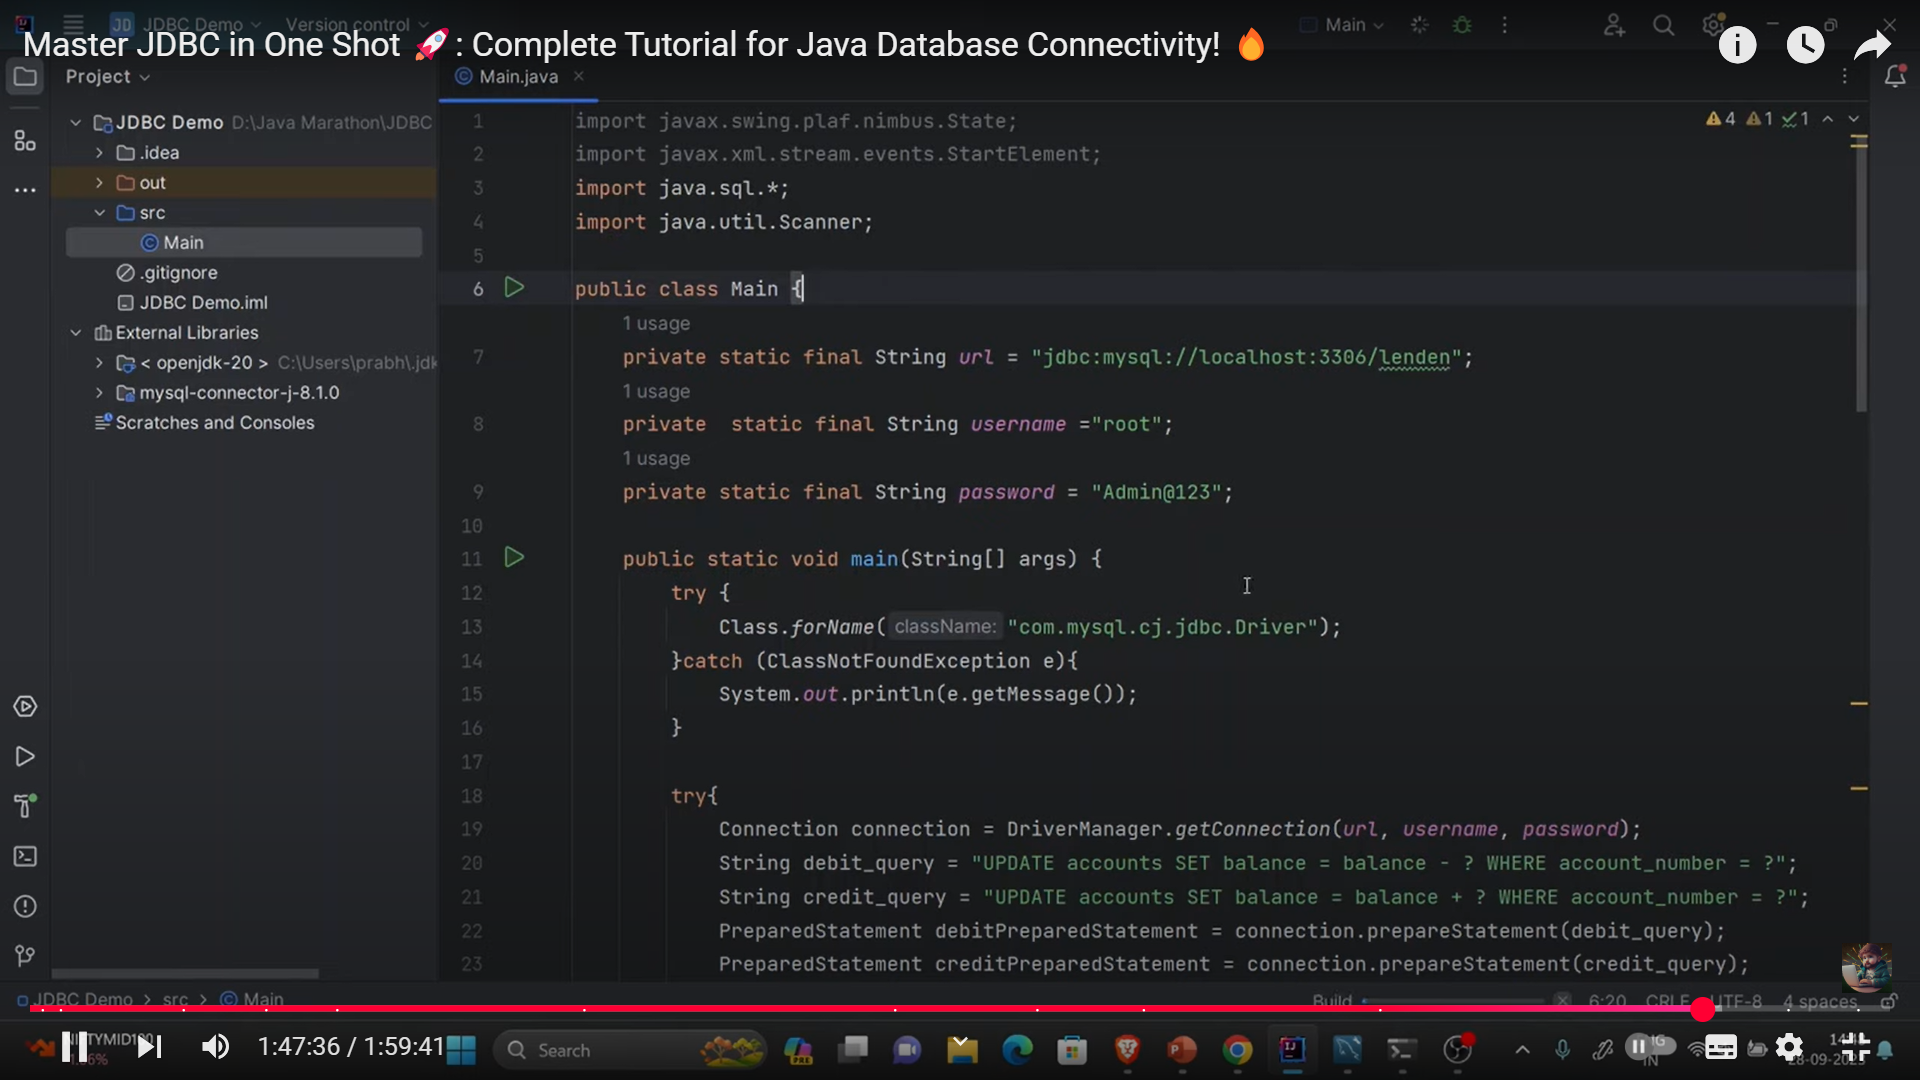 JDBC Demo Version control Main
Master JDBC in One Shot 🚀: Complete Tutorial for Java Database Connectivity! 🔥
Project
Main.java
JDBC Demo D:\Java Marathon\JDBC
.idea
out
src
Main
.gitignore
JDBC Demo.iml
External Libraries
< openjdk-20 > C:\Users\prabh\.jdk
mysql-connector-j-8.1.0
Scratches and Consoles
4 1 1
1 import javax.swing.plaf.nimbus.State;
2 import javax.xml.stream.events.StartElement;
3 import java.sql.*;
4 import java.util.Scanner;
5
6 public class Main {
1 usage
7 private static final String url = "jdbc:mysql://localhost:3306/lenden";
1 usage
8 private  static final String username ="root";
1 usage
9 private static final String password = "Admin@123";
10
11 public static void main(String[] args) {
12 try {
13 Class.forName( className: "com.mysql.cj.jdbc.Driver");
14 }catch (ClassNotFoundException e){
15 System.out.println(e.getMessage());
16 }
17
18 try{
19 Connection connection = DriverManager.getConnection(url, username, password);
20 String debit_query = "UPDATE accounts SET balance = balance - ? WHERE account_number = ?";
21 String credit_query = "UPDATE accounts SET balance = balance + ? WHERE account_number = ?";
22 PreparedStatement debitPreparedStatement = connection.prepareStatement(debit_query);
23 PreparedStatement creditPreparedStatement = connection.prepareStatement(credit_query);
JDBC Demo > src > Main
Build 6:20 CRLF UTF-8 4 spaces
1:47:36 / 1:59:41
Search
PRE